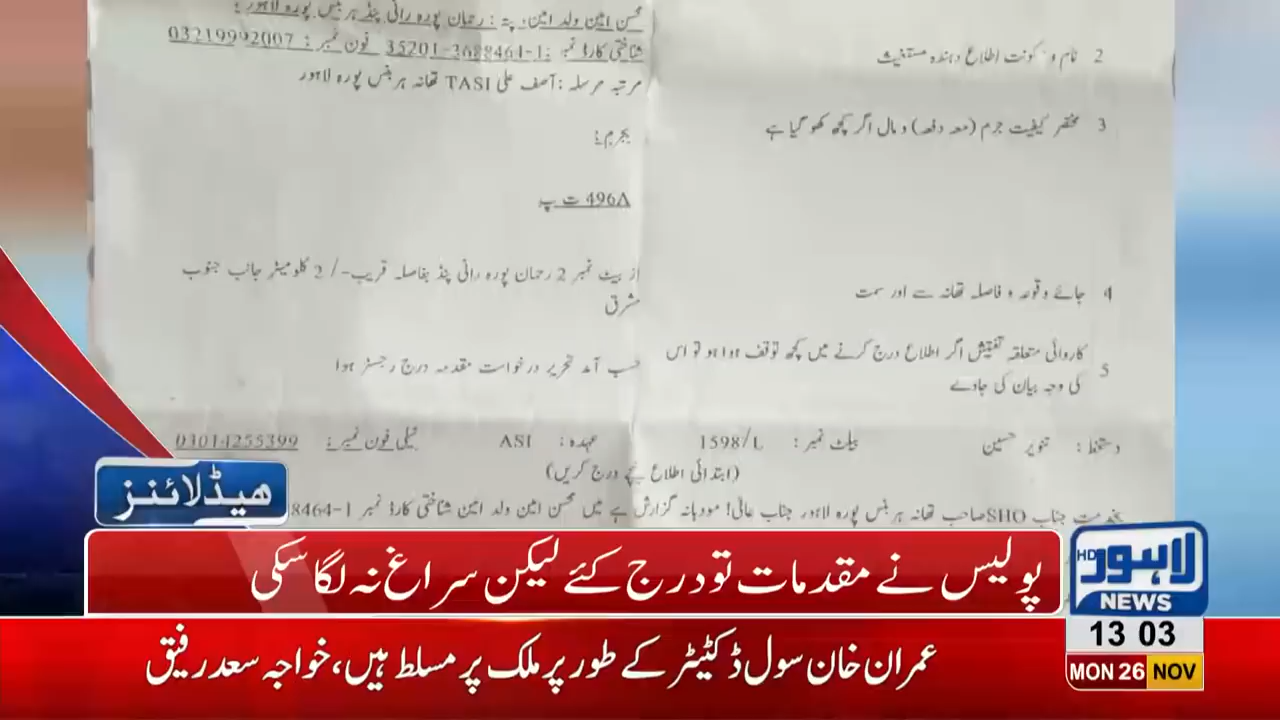 محسن امین ولد امین، پتہ : رحمان پورہ رانی پنڈ ہربنس پورہ لاہور
شناختی کارڈ نمبر :1-3688464-35201 فون نمبر : 03219992007
مرتبہ مرسلہ : آصف علی TASI تھانہ ہربنس پورہ لاہور
2 نام و سکونت اطلاع دہندہ مستغیث
3 مختصر کیفیت جرم (معہ دفعہ) و مال اگر کچھ کھو گیا ہے
بجرم:
496A ت پ
4 جائے وقوعہ و فاصلہ تھانہ سے اور سمت
از بیٹ نمبر 2 رحمان پورہ رانی پنڈ بفاصلہ قریب -/ 2 کلومیٹر جانب جنوب
مشرق
5 کاروائی متعلقہ تفتیش اگر اطلاع درج کرنے میں کچھ توقف ہوا ہو تو اس
کی وجہ بیان کی جاوے
حسب آمد تحریر درخواست مقدمہ درج رجسٹر ہوا
دستخط : تنویر حسین بیلٹ نمبر : 1598/L عہدہ : ASI ٹیلی فون نمبر : 03014255399
(ابتدائی اطلاع نیچے درج کریں)
بخدمت جناب SHO صاحب تھانہ ہربنس پورہ لاہور جناب عالی! مودبانہ گزارش ہے میں محسن امین ولد امین شناختی کارڈ نمبر 1-8464
ہیڈلائنز
پولیس نے مقدمات تو درج کئے لیکن سراغ نہ لگا سکی
عمران خان سول ڈکٹیٹر کے طور پر ملک پر مسلط ہیں، خواجہ سعد رفیق
لاہور HD
NEWS
13 03
MON 26 NOV